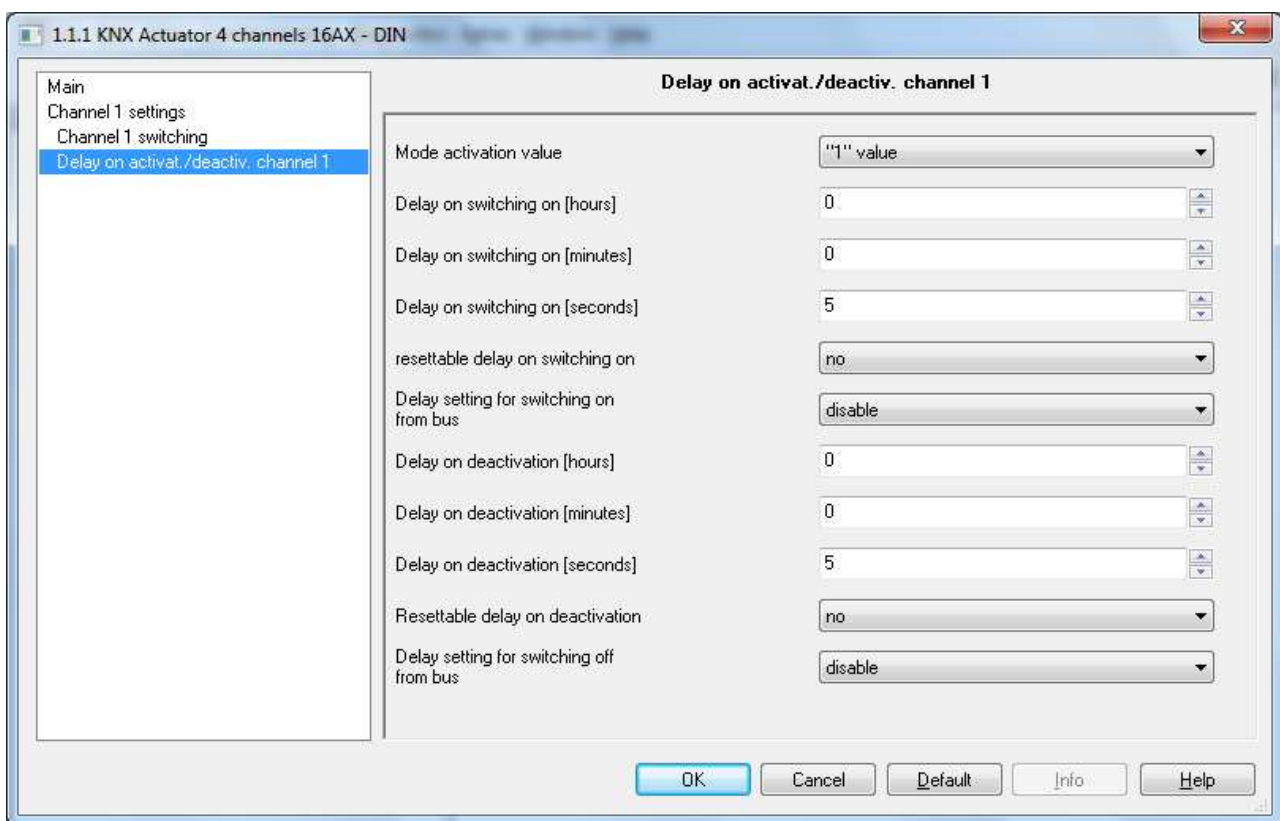 1.1.1 KNX Actuator 4 channels 16AX - DIN
Main
Channel 1 settings
Channel 1 switching
Delay on activat./deactiv. channel 1
Delay on activat./deactiv. channel 1
Mode activation value
"1" value
Delay on switching on [hours]
0
Delay on switching on [minutes]
0
Delay on switching on [seconds]
5
resettable delay on switching on
no
Delay setting for switching on
from bus
disable
Delay on deactivation [hours]
0
Delay on deactivation [minutes]
0
Delay on deactivation [seconds]
5
Resettable delay on deactivation
no
Delay setting for switching off
from bus
disable
OK
Cancel
Default
Info
Help